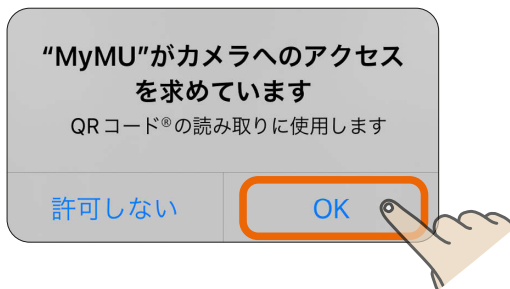 “MyMU”がカメラへのアクセス
を求めています
QRコード®の読み取りに使用します
許可しない
OK